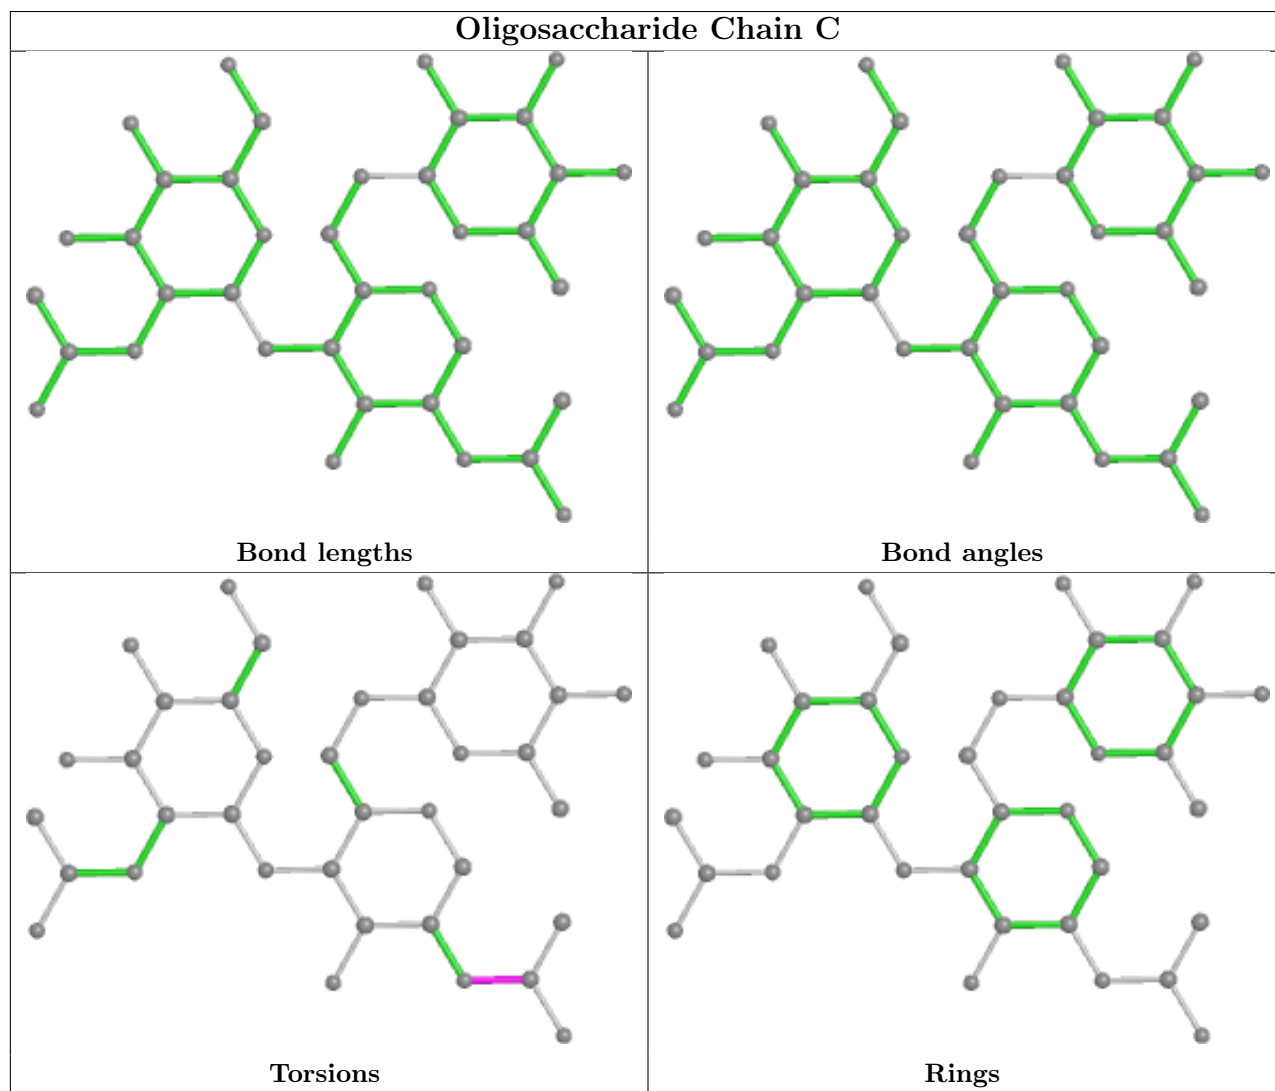 Oligosaccharide Chain C
Bond lengths
Bond angles
Torsions
Rings